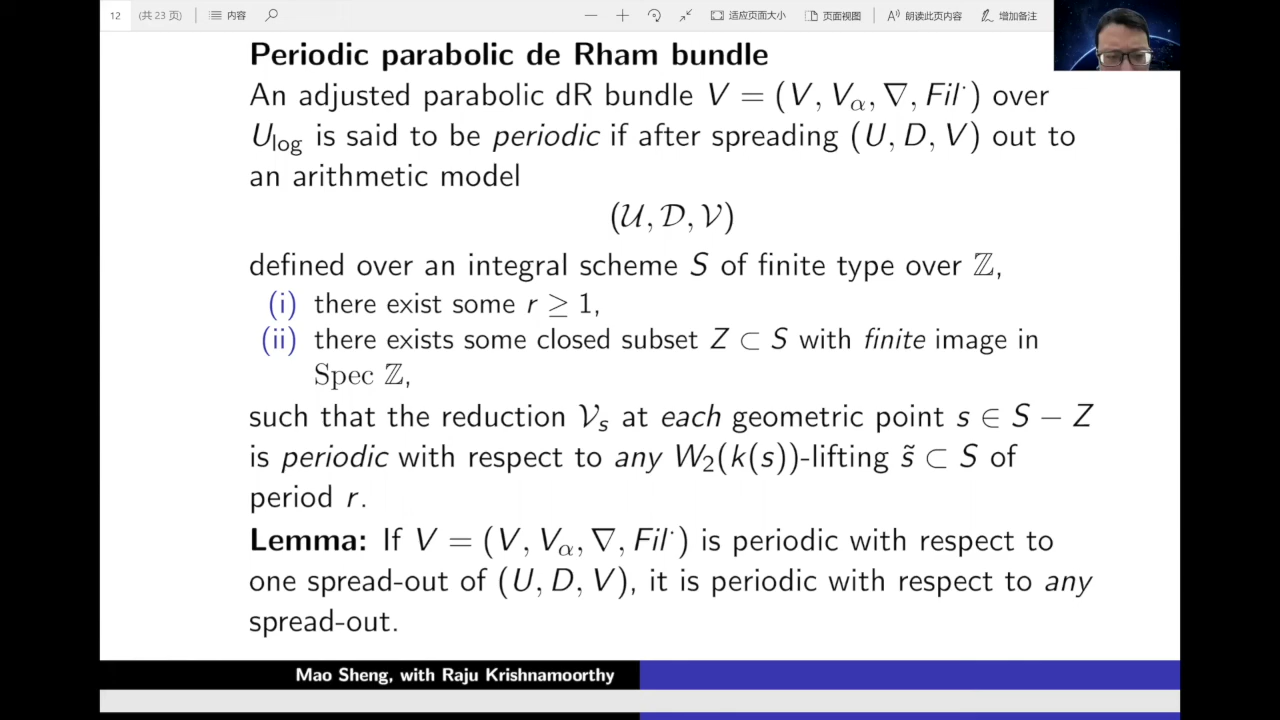 12 (共 23 页) 内容 适应页面大小 页面视图 朗读此页内容 增加备注
Periodic parabolic de Rham bundle
An adjusted parabolic dR bundle V = (V, V_α, ∇, Fil^·) over
U_log is said to be periodic if after spreading (U, D, V) out to
an arithmetic model
(𝒰, 𝒟, 𝒱)
defined over an integral scheme S of finite type over ℤ,
(i) there exist some r ≥ 1,
(ii) there exists some closed subset Z ⊂ S with finite image in
Spec ℤ,
such that the reduction 𝒱_s at each geometric point s ∈ S − Z
is periodic with respect to any W₂(k(s))-lifting s̃ ⊂ S of
period r.
Lemma: If V = (V, V_α, ∇, Fil^·) is periodic with respect to
one spread-out of (U, D, V), it is periodic with respect to any
spread-out.
Mao Sheng, with Raju Krishnamoorthy